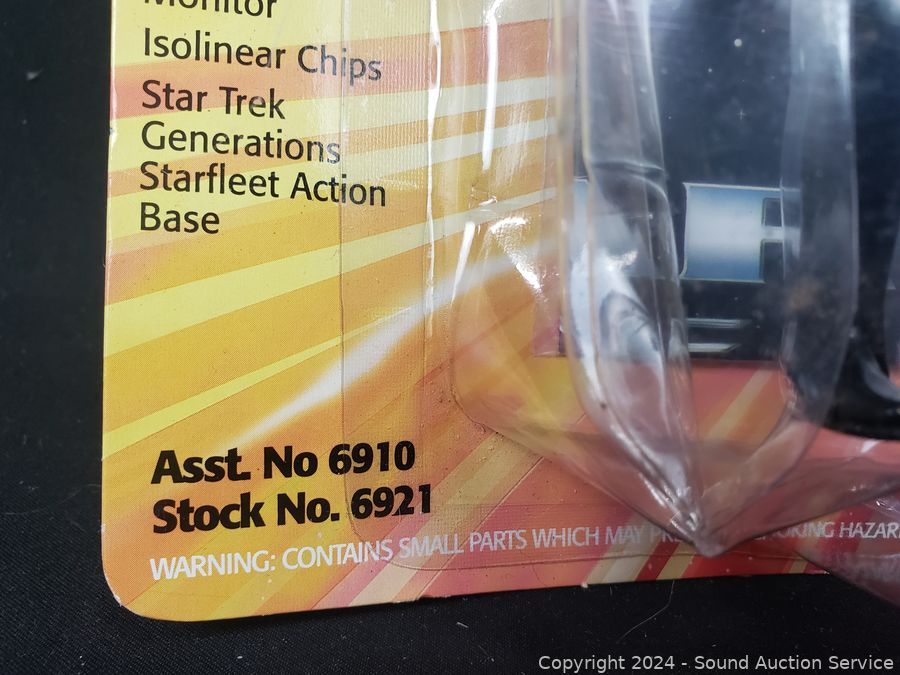 Monitor
Isolinear Chips
Star Trek
Generations
Starfleet Action
Base
Asst. No 6910
Stock No. 6921
WARNING: CONTAINS SMALL PARTS WHICH MAY
Copyright 2024 - Sound Auction Service